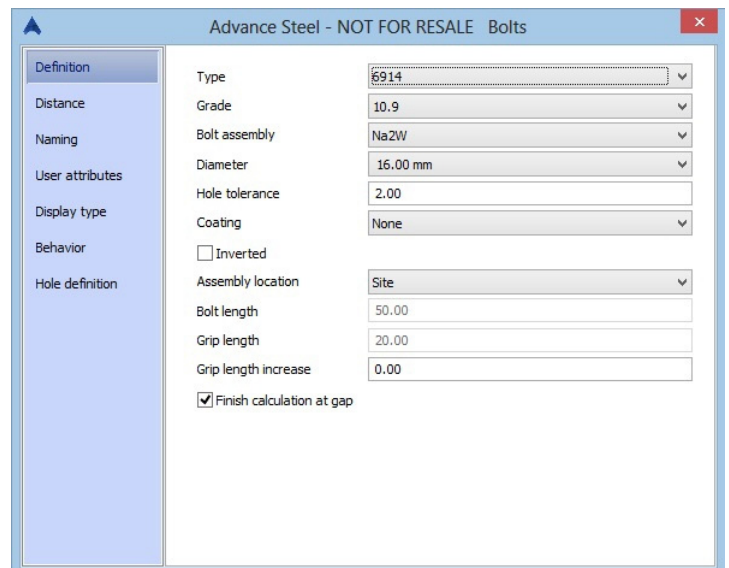 Advance Steel - NOT FOR RESALE Bolts
Definition
Distance
Naming
User attributes
Display type
Behavior
Hole definition
Type 6914
Grade 10.9
Bolt assembly Na2W
Diameter 16.00 mm
Hole tolerance 2.00
Coating None
Inverted
Assembly location Site
Bolt length 50.00
Grip length 20.00
Grip length increase 0.00
Finish calculation at gap